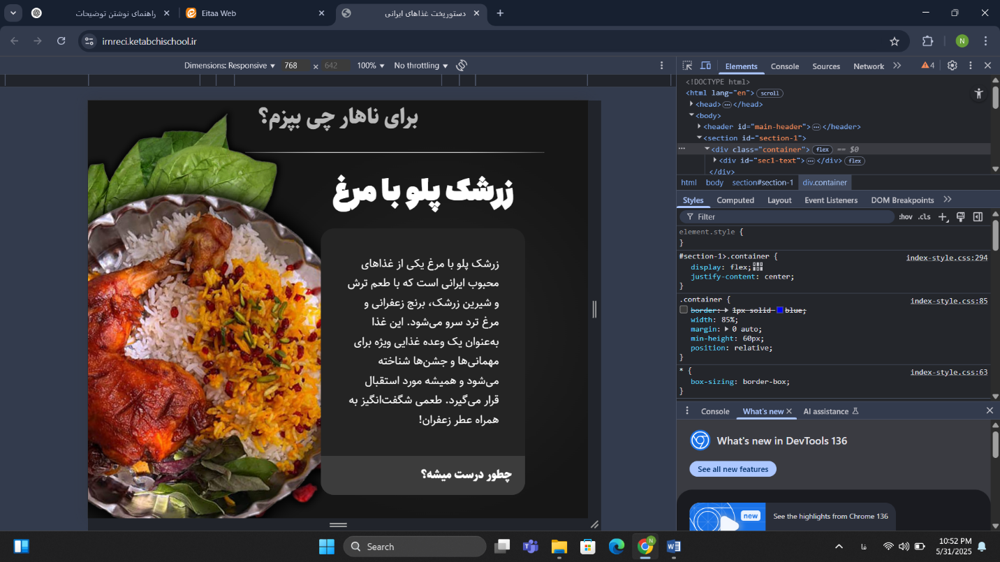 راهنمای نوشتن توضیحات
Eitaa Web
دستورپخت غذاهای ایرانی
irnreci.ketabchischool.ir
N
Dimensions: Responsive 768 × 642 100% No throttling
Elements Console Sources Network 4
<!DOCTYPE html>
<html lang="en"> scroll
<head> </head>
<body>
<header id="main-header"> </header>
<section id="section-1">
<div class="container"> flex == $0
<div id="sec1-text"> </div> flex
</div>
html body section#section-1 div.container
Styles Computed Layout Event Listeners DOM Breakpoints
Filter :hov .cls
element.style {
}
#section-1>.container { index-style.css:294
display: flex;
justify-content: center;
}
.container { index-style.css:85
border: 1px solid blue;
width: 85%;
margin: 0 auto;
min-height: 60px;
position: relative;
}
* { index-style.css:63
box-sizing: border-box;
}
Console What's new AI assistance
What's new in DevTools 136
See all new features
new
See the highlights from Chrome 136
برای ناهار چی بپزم؟
زرشک پلو با مرغ
زرشک پلو با مرغ یکی از غذاهای
محبوب ایرانی است که با طعم ترش
و شیرین زرشک، برنج زعفرانی و
مرغ ترد سرو می‌شود. این غذا
به‌عنوان یک وعده غذایی ویژه برای
مهمانی‌ها و جشن‌ها شناخته
می‌شود و همیشه مورد استقبال
قرار می‌گیرد. طعمی شگفت‌انگیز به
همراه عطر زعفران!
چطور درست میشه؟
Search
فا
10:52 PM
5/31/2025